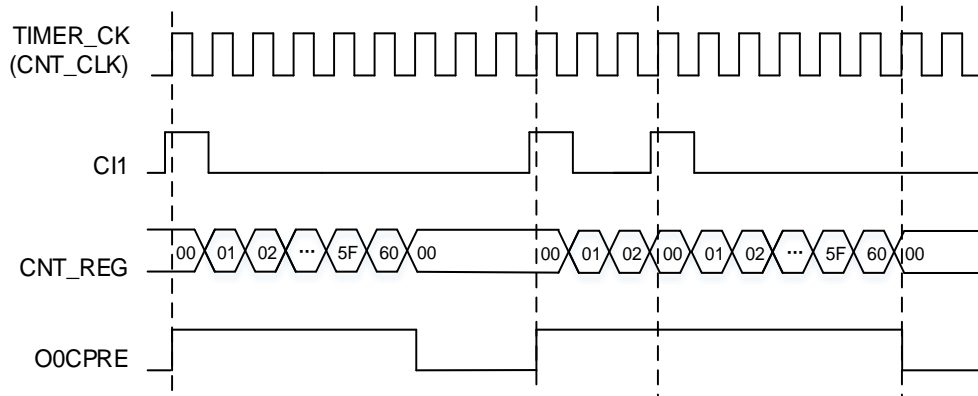 TIMER_CK
(CNT_CLK)
CI1
CNT_REG 00 01 02 ... 5F 60 00 00 01 02 00 01 02 ... 5F 60 00
O0CPRE